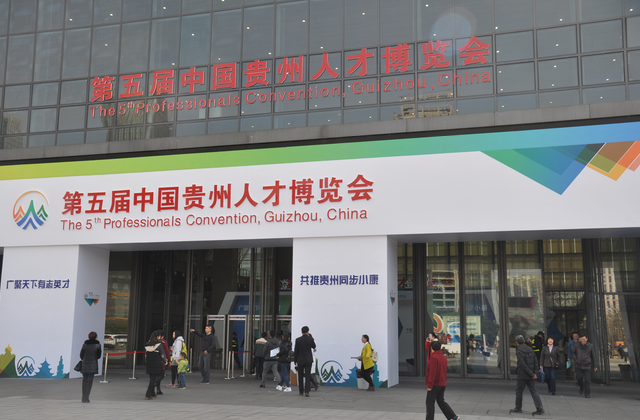 第五届中国贵州人才博览会
The 5th Professionals Convention, Guizhou, China
第五届中国贵州人才博览会
The 5th Professionals Convention, Guizhou, China
广聚天下有志英才
共推贵州同步小康